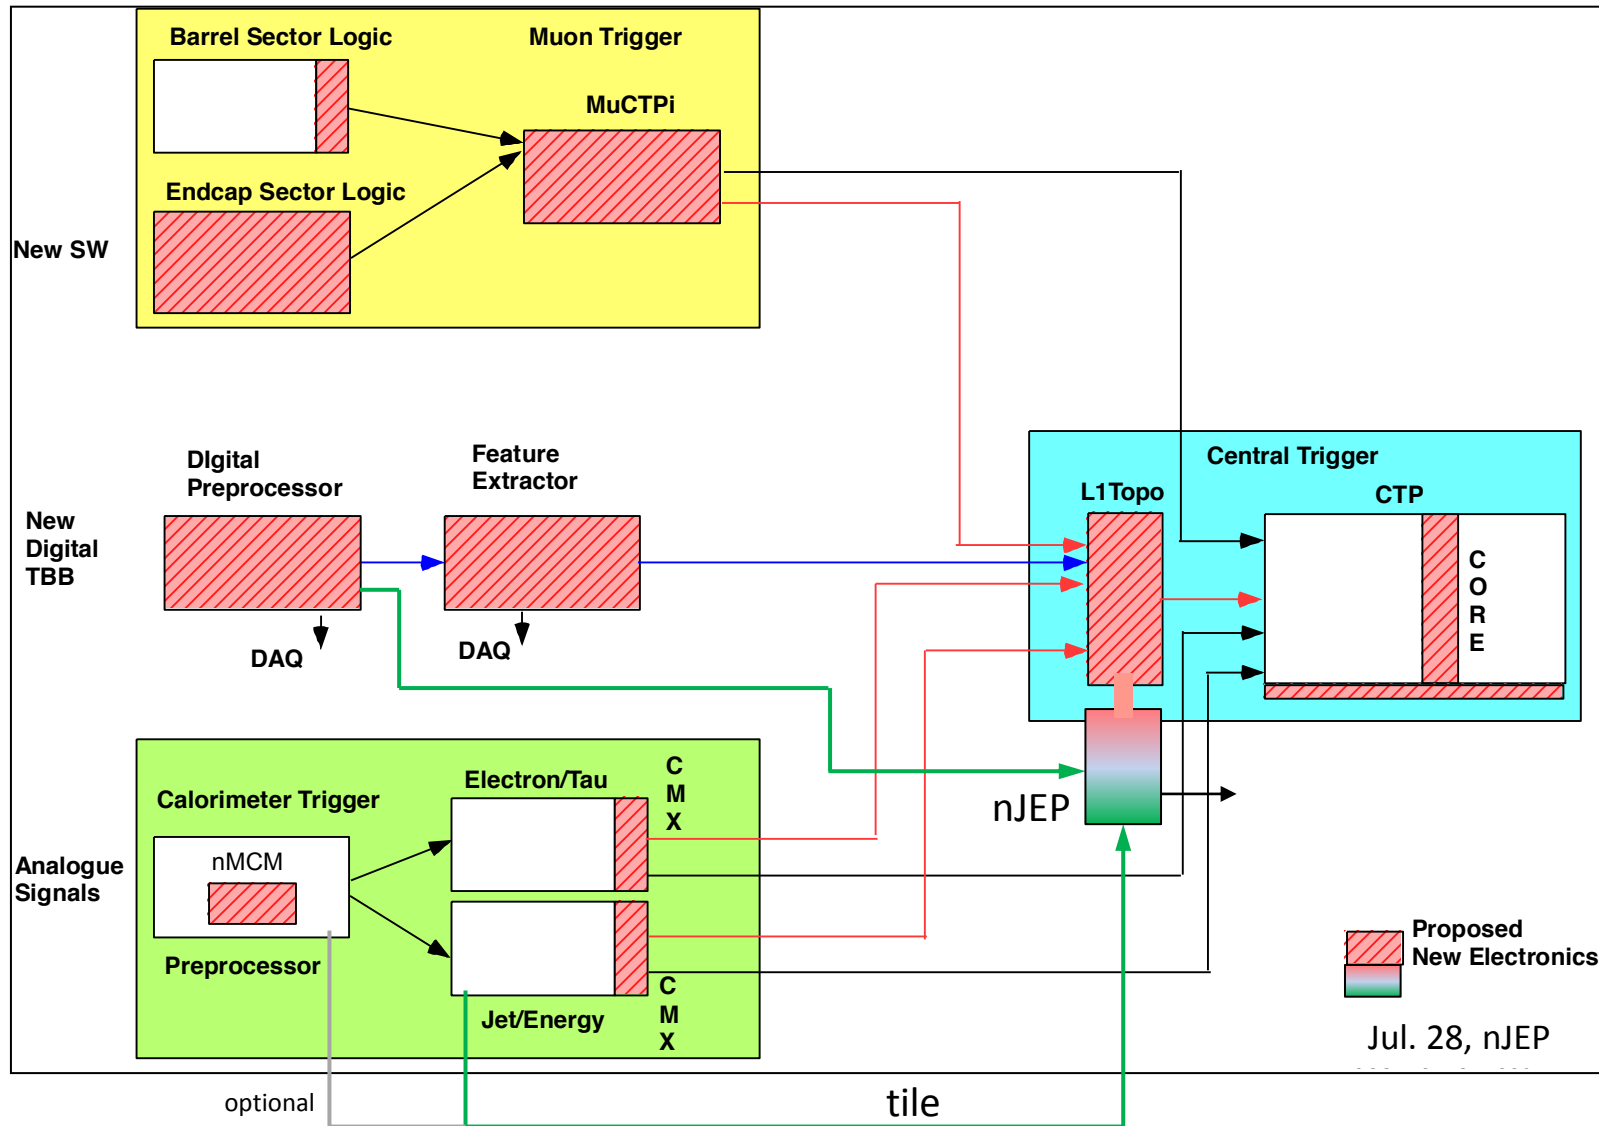 Barrel Sector Logic
Muon Trigger
MuCTPi
Endcap Sector Logic
New SW
DIgital
Preprocessor
Feature
Extractor
New
Digital
TBB
DAQ
DAQ
Central Trigger
L1Topo
CTP
C
O
R
E
nJEP
Calorimeter Trigger
Electron/Tau
C
M
X
nMCM
Analogue
Signals
Preprocessor
Jet/Energy
C
M
X
Proposed
New Electronics
Jul. 28, nJEP
optional
tile